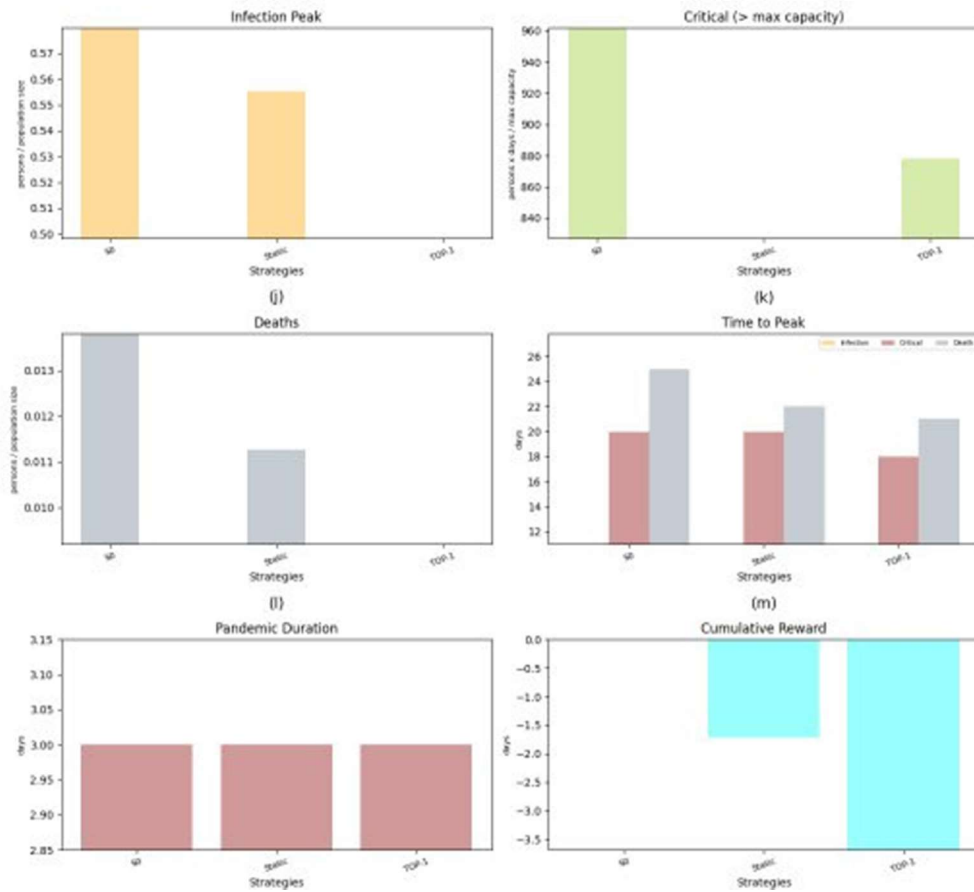 Infection Peak
persons / population size
0.57
0.56
0.55
0.54
0.53
0.52
0.51
0.50
S0
Static
TOP-1
Strategies
(j)
Critical (> max capacity)
persons x days / max capacity
960
940
920
900
880
860
840
S0
Static
TOP-1
Strategies
(k)
Deaths
persons / population size
0.013
0.012
0.011
0.010
S0
Static
TOP-1
Strategies
(l)
Time to Peak
Infection Critical Death
days
26
24
22
20
18
16
14
12
S0
Static
TOP-1
Strategies
(m)
Pandemic Duration
days
3.15
3.10
3.05
3.00
2.95
2.90
2.85
S0
Static
TOP-1
Strategies
Cumulative Reward
days
0.0
−0.5
−1.0
−1.5
−2.0
−2.5
−3.0
−3.5
S0
Static
TOP-1
Strategies